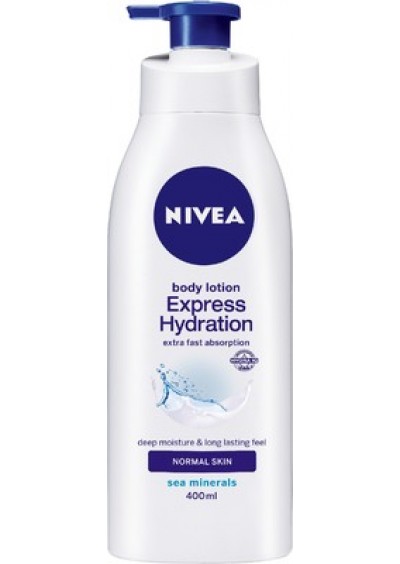 NIVEA
body lotion
Express
Hydration
extra fast absorption
deep moisture & long lasting feel
NORMAL SKIN
sea minerals
400ml